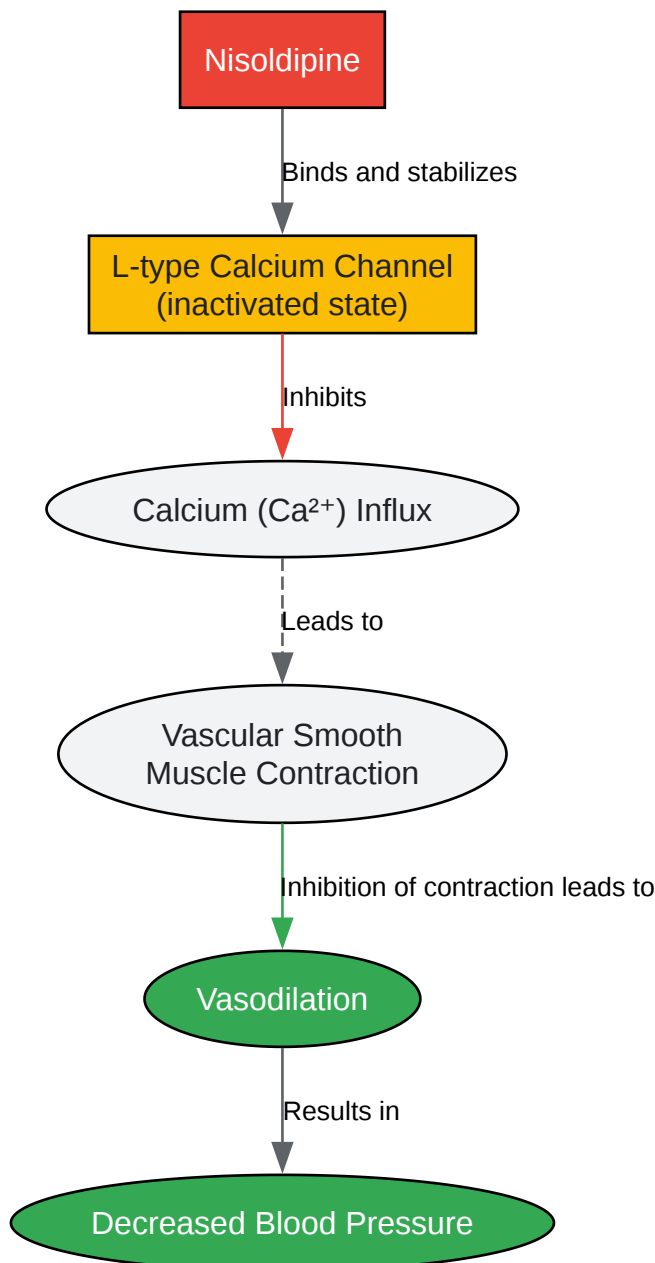 Nisoldipine
Binds and stabilizes
L-type Calcium Channel
(inactivated state)
Inhibits
Calcium (Ca²⁺) Influx
Leads to
Vascular Smooth
Muscle Contraction
Inhibition of contraction leads to
Vasodilation
Results in
Decreased Blood Pressure